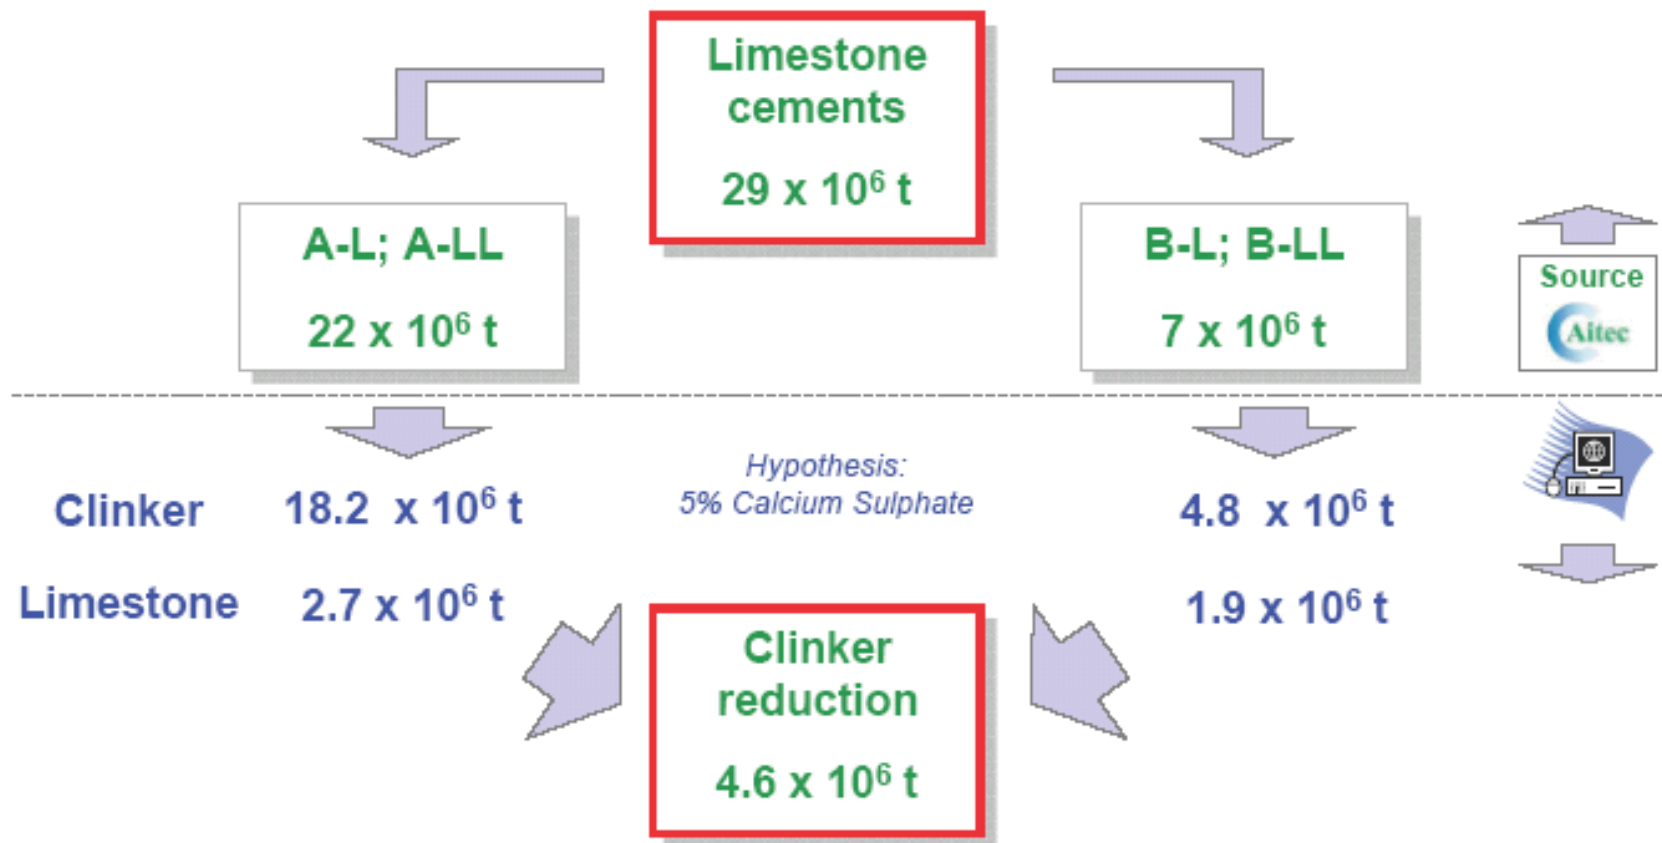 Limestone
cements
29 x 10⁶ t
A-L; A-LL
22 x 10⁶ t
B-L; B-LL
7 x 10⁶ t
Source
Aitec
Hypothesis:
5% Calcium Sulphate
Clinker 18.2 x 10⁶ t 4.8 x 10⁶ t
Limestone 2.7 x 10⁶ t 1.9 x 10⁶ t
Clinker
reduction
4.6 x 10⁶ t